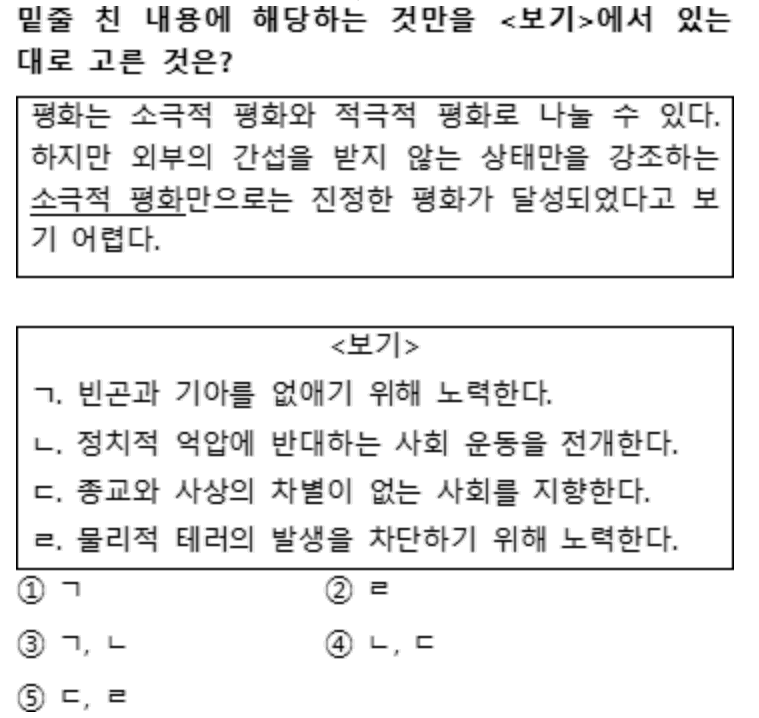 밑줄 친 내용에 해당하는 것만을 <보기>에서 있는
대로 고른 것은?
평화는 소극적 평화와 적극적 평화로 나눌 수 있다.
하지만 외부의 간섭을 받지 않는 상태만을 강조하는
소극적 평화만으로는 진정한 평화가 달성되었다고 보
기 어렵다.
<보기>
ㄱ. 빈곤과 기아를 없애기 위해 노력한다.
ㄴ. 정치적 억압에 반대하는 사회 운동을 전개한다.
ㄷ. 종교와 사상의 차별이 없는 사회를 지향한다.
ㄹ. 물리적 테러의 발생을 차단하기 위해 노력한다.
① ㄱ ② ㄹ
③ ㄱ, ㄴ ④ ㄴ, ㄷ
⑤ ㄷ, ㄹ